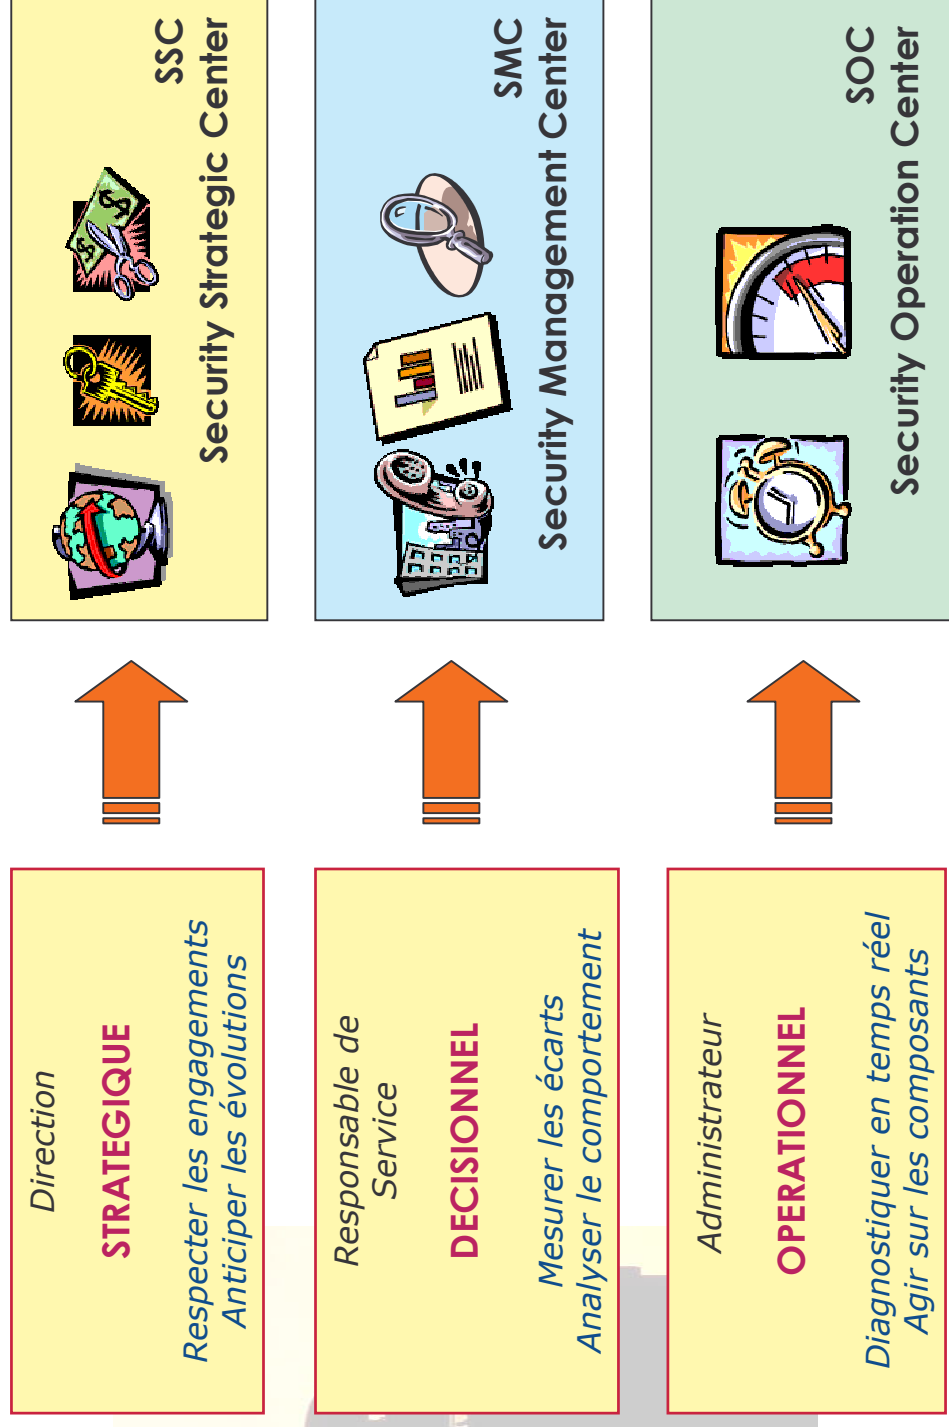 Direction
STRATEGIQUE
Respecter les engagements
Anticiper les évolutions
SSC
Security Strategic Center
Responsable de
Service
DECISIONNEL
Mesurer les écarts
Analyser le comportement
SMC
Security Management Center
Administrateur
OPERATIONNEL
Diagnostiquer en temps réel
Agir sur les composants
SOC
Security Operation Center